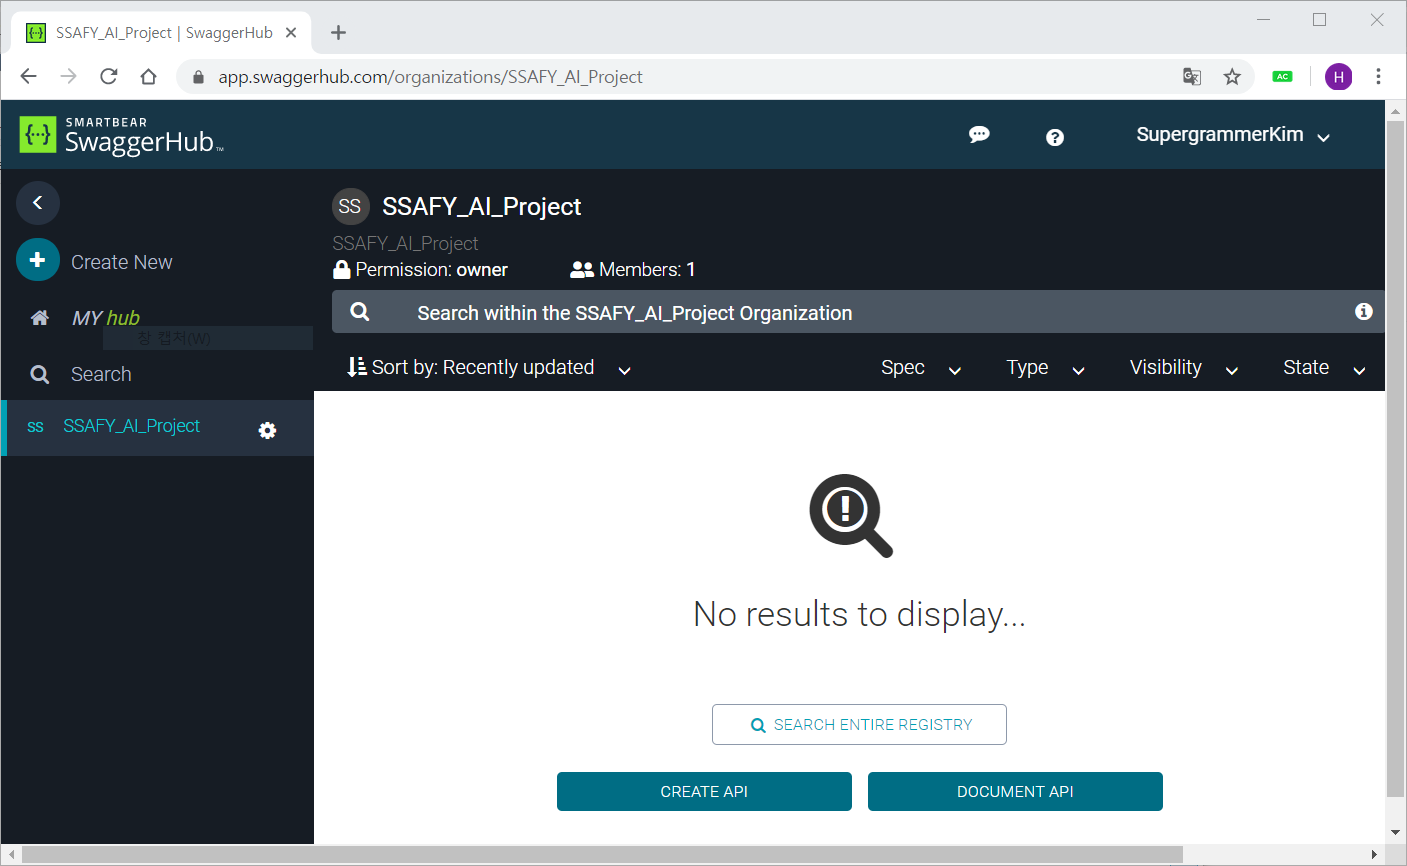 SSAFY_AI_Project | SwaggerHub
app.swaggerhub.com/organizations/SSAFY_AI_Project
AC
H
SMARTBEAR
SwaggerHub™
SupergrammerKim
Create New
MY hub
창 캡처(W)
Search
SS SSAFY_AI_Project
SS SSAFY_AI_Project
SSAFY_AI_Project
Permission: owner Members: 1
Search within the SSAFY_AI_Project Organization
Sort by: Recently updated Spec Type Visibility State
No results to display...
SEARCH ENTIRE REGISTRY
CREATE API DOCUMENT API